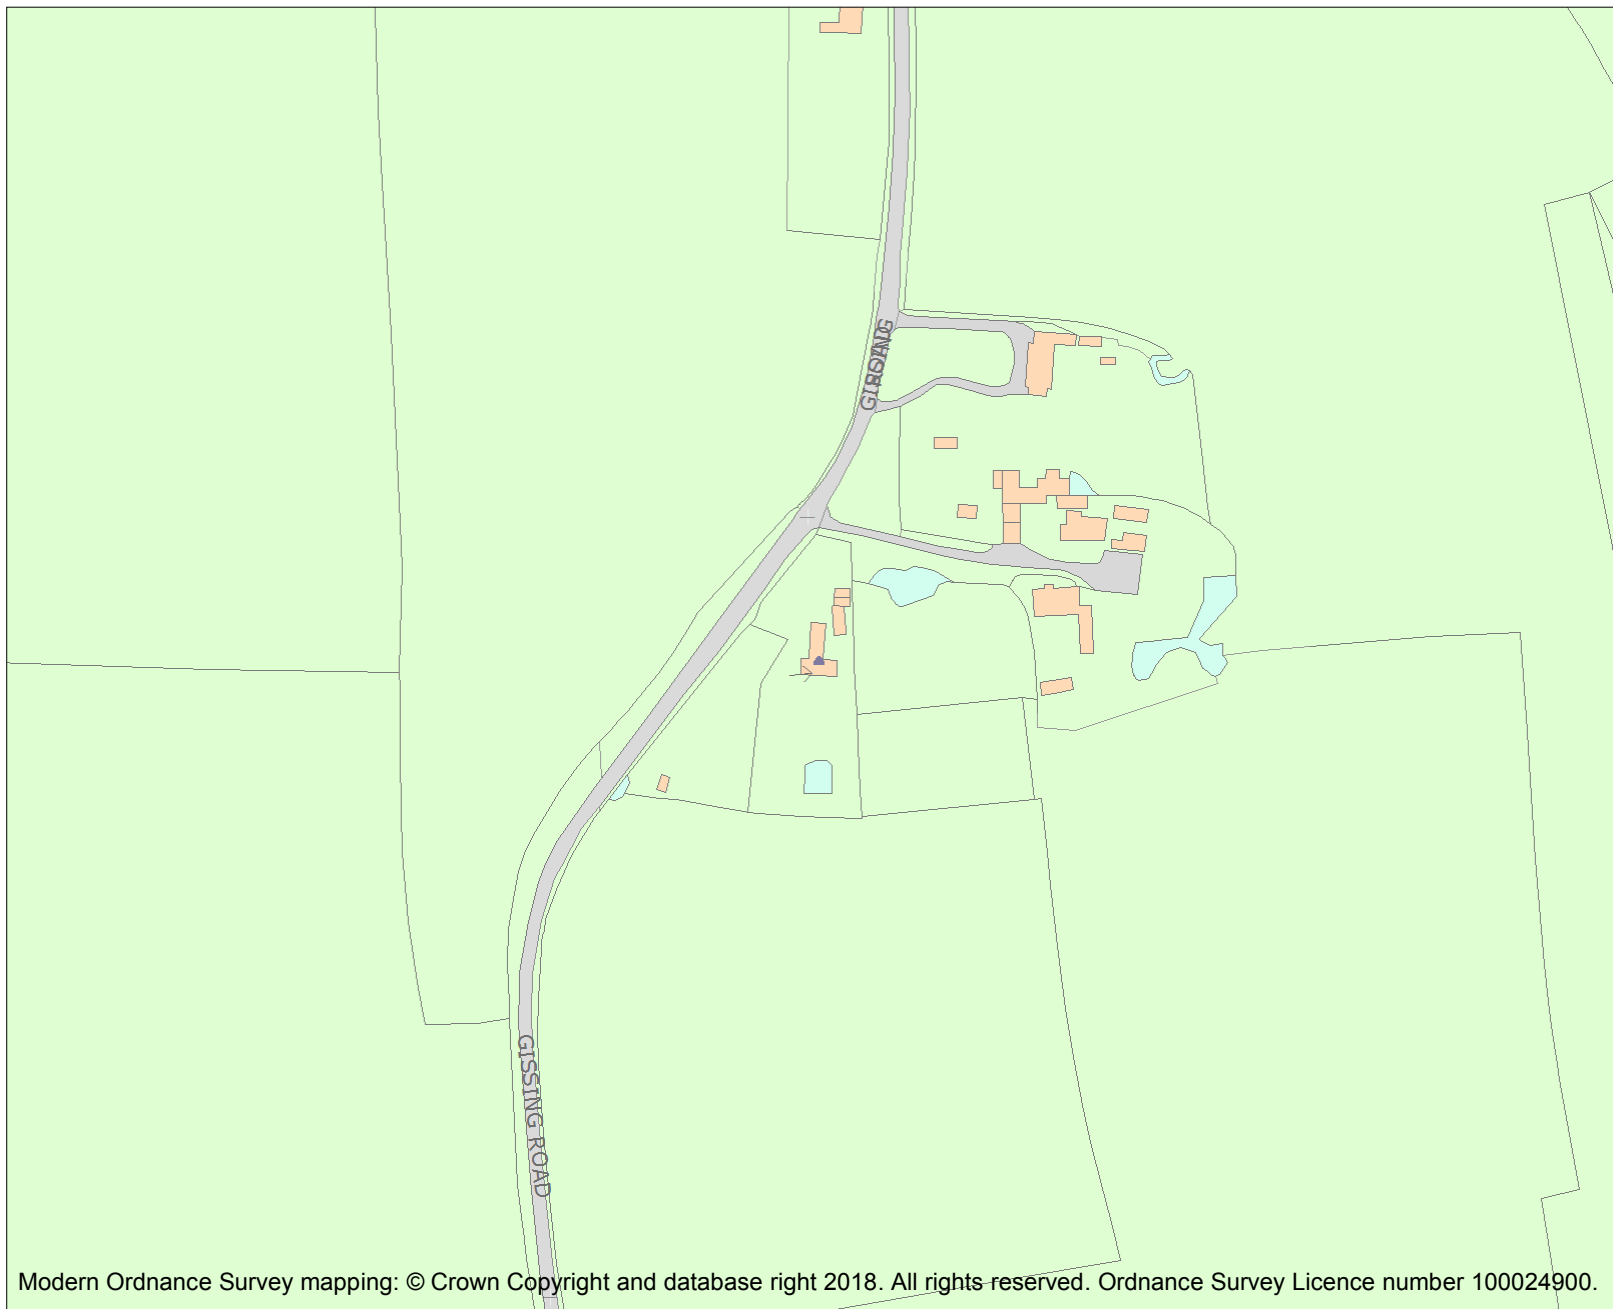 GISSING ROAD
Modern Ordnance Survey mapping: © Crown Copyright and database right 2018. All rights reserved. Ordnance Survey Licence number 100024900.